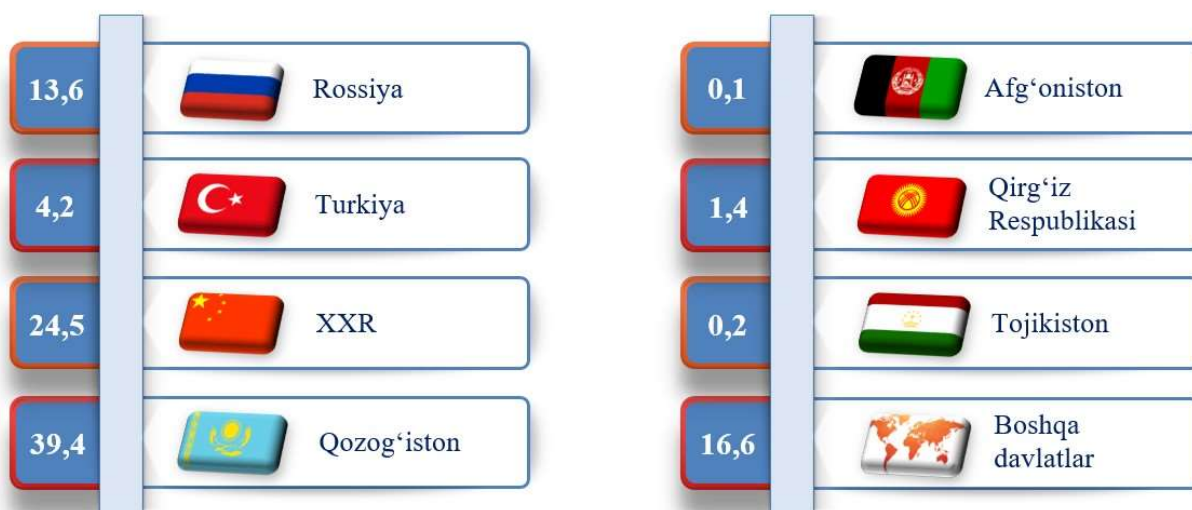 13,6
Rossiya
4,2
Turkiya
24,5
XXR
39,4
Qozog‘iston
0,1
Afg‘oniston
1,4
Qirg‘iz
Respublikasi
0,2
Tojikiston
16,6
Boshqa
davlatlar